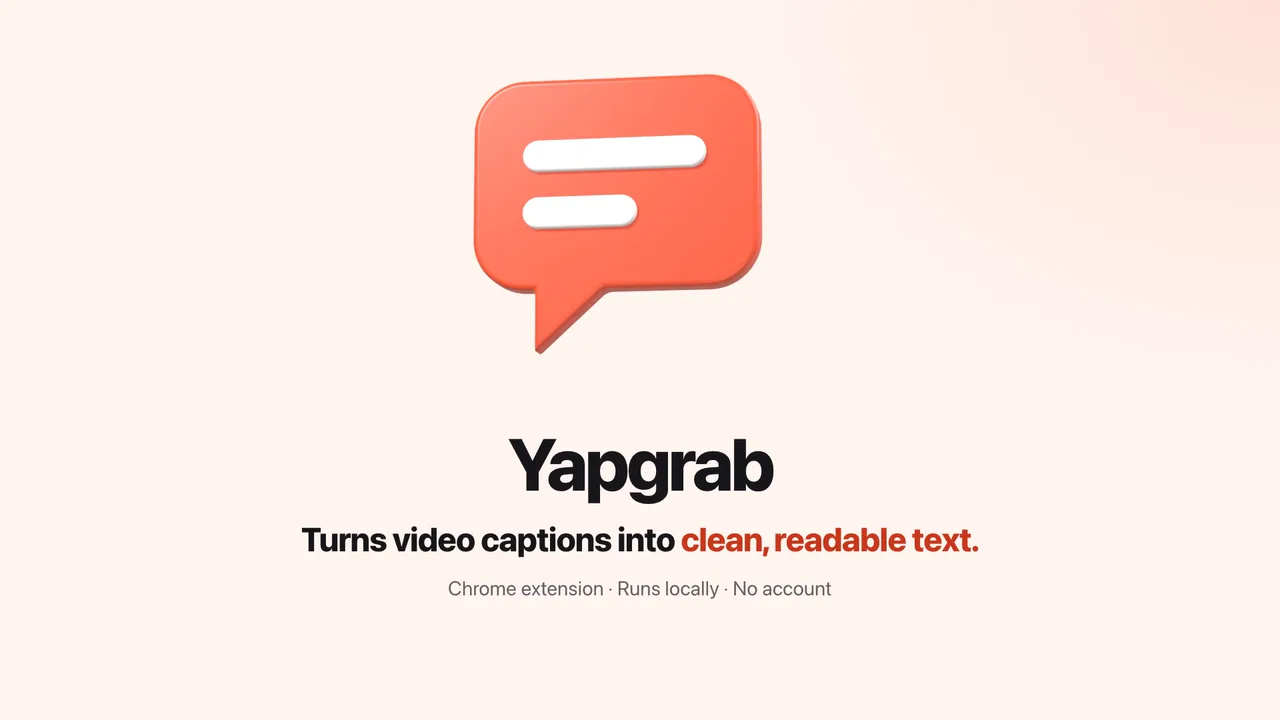 Yapgrab
Turns video captions into clean, readable text.
Chrome extension · Runs locally · No account